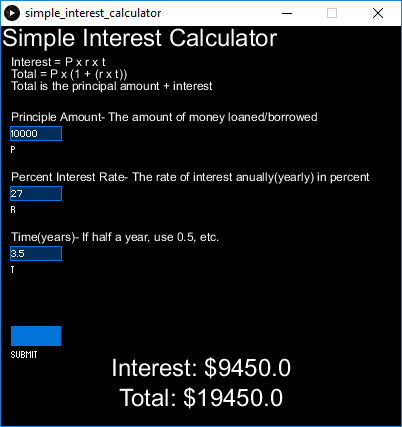 simple_interest_calculator
Simple Interest Calculator
Interest = P x r x t
Total = P x (1 + (r x t))
Total is the principal amount + interest
Principle Amount- The amount of money loaned/borrowed
10000
P
Percent Interest Rate- The rate of interest anually(yearly) in percent
27
R
Time(years)- If half a year, use 0.5, etc.
3.5
T
SUBMIT
Interest: $9450.0
Total: $19450.0